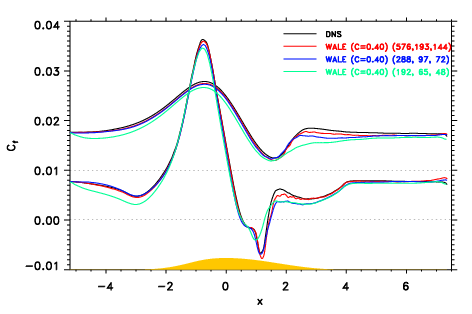 0.04
0.03
0.02
0.01
0.00
−0.01
C_f
−4
−2
0
2
4
6
x
DNS
WALE (C=0.40) (576,193,144)
WALE (C=0.40) (288, 97, 72)
WALE (C=0.40) (192, 65, 48)